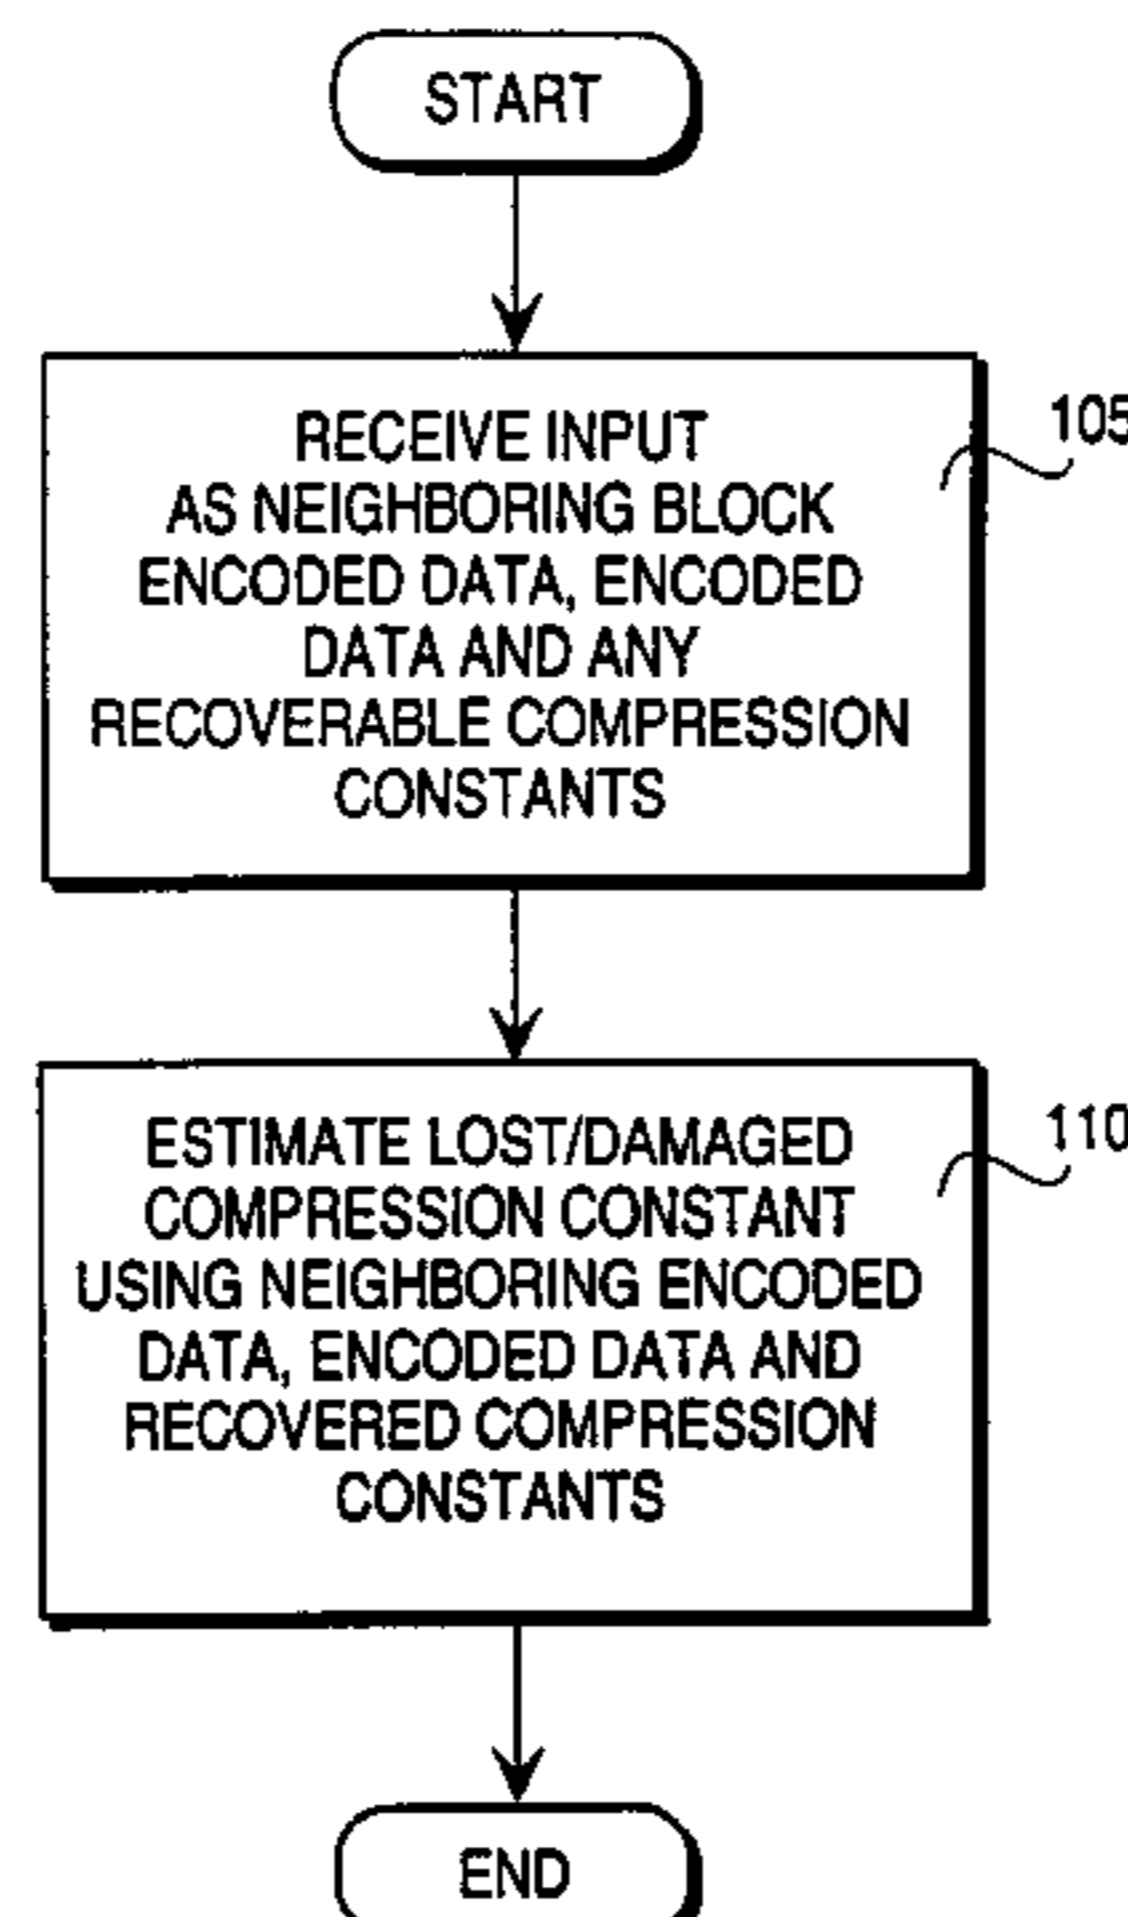 START
RECEIVE INPUT
AS NEIGHBORING BLOCK
ENCODED DATA, ENCODED
DATA AND ANY
RECOVERABLE COMPRESSION
CONSTANTS
105
ESTIMATE LOST/DAMAGED
COMPRESSION CONSTANT
USING NEIGHBORING ENCODED
DATA, ENCODED DATA AND
RECOVERED COMPRESSION
CONSTANTS
110
END